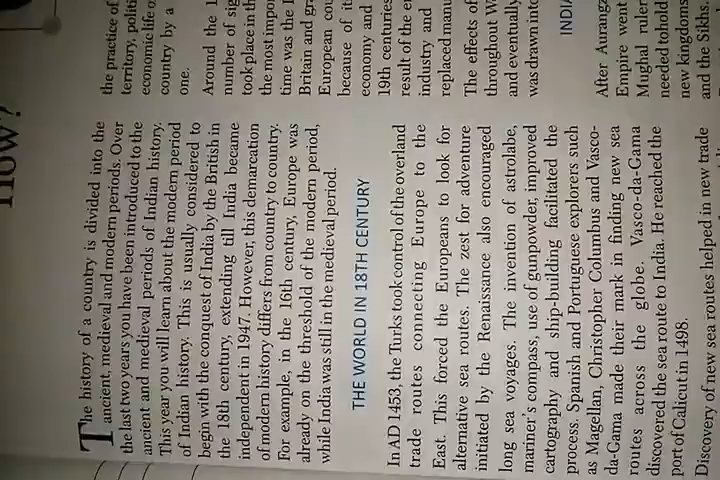 How?
The history of a country is divided into the
ancient, medieval and modern periods. Over
the last two years you have been introduced to the
ancient and medieval periods of Indian history.
This year you will learn about the modern period
of Indian history. This is usually considered to
begin with the conquest of India by the British in
the 18th century, extending till India became
independent in 1947. However, this demarcation
of modern history differs from country to country.
For example, in the 16th century, Europe was
already on the threshold of the modern period,
while India was still in the medieval period.
THE WORLD IN 18TH CENTURY
In AD 1453, the Turks took control of the overland
trade routes connecting Europe to the
East. This forced the Europeans to look for
alternative sea routes. The zest for adventure
initiated by the Renaissance also encouraged
long sea voyages. The invention of astrolabe,
manner's compass, use of gunpowder, improved
cartography and ship-building facilitated the
process. Spanish and Portuguese explorers such
as Magellan, Christopher Columbus and Vasco-
da-Gama made their mark in finding new sea
routes across the globe. Vasco-da-Gama
discovered the sea route to India. He reached the
port of Calicut in 1498.
Discovery of new sea routes helped in new trade
the practice of
territory, politi
economic life o
country by a
one.
Around the 1
number of sig
took place in th
the most impor
time was the I
Britain and gra
European cou
because of its
economy and
19th centuries
result of the e
industry and
replaced manu
The effects of
throughout W
and eventually
was drawn into
INDIA
After Aurangz
Empire went
Mughal ruler
needed to hold
new kingdoms
and the Sikhs.